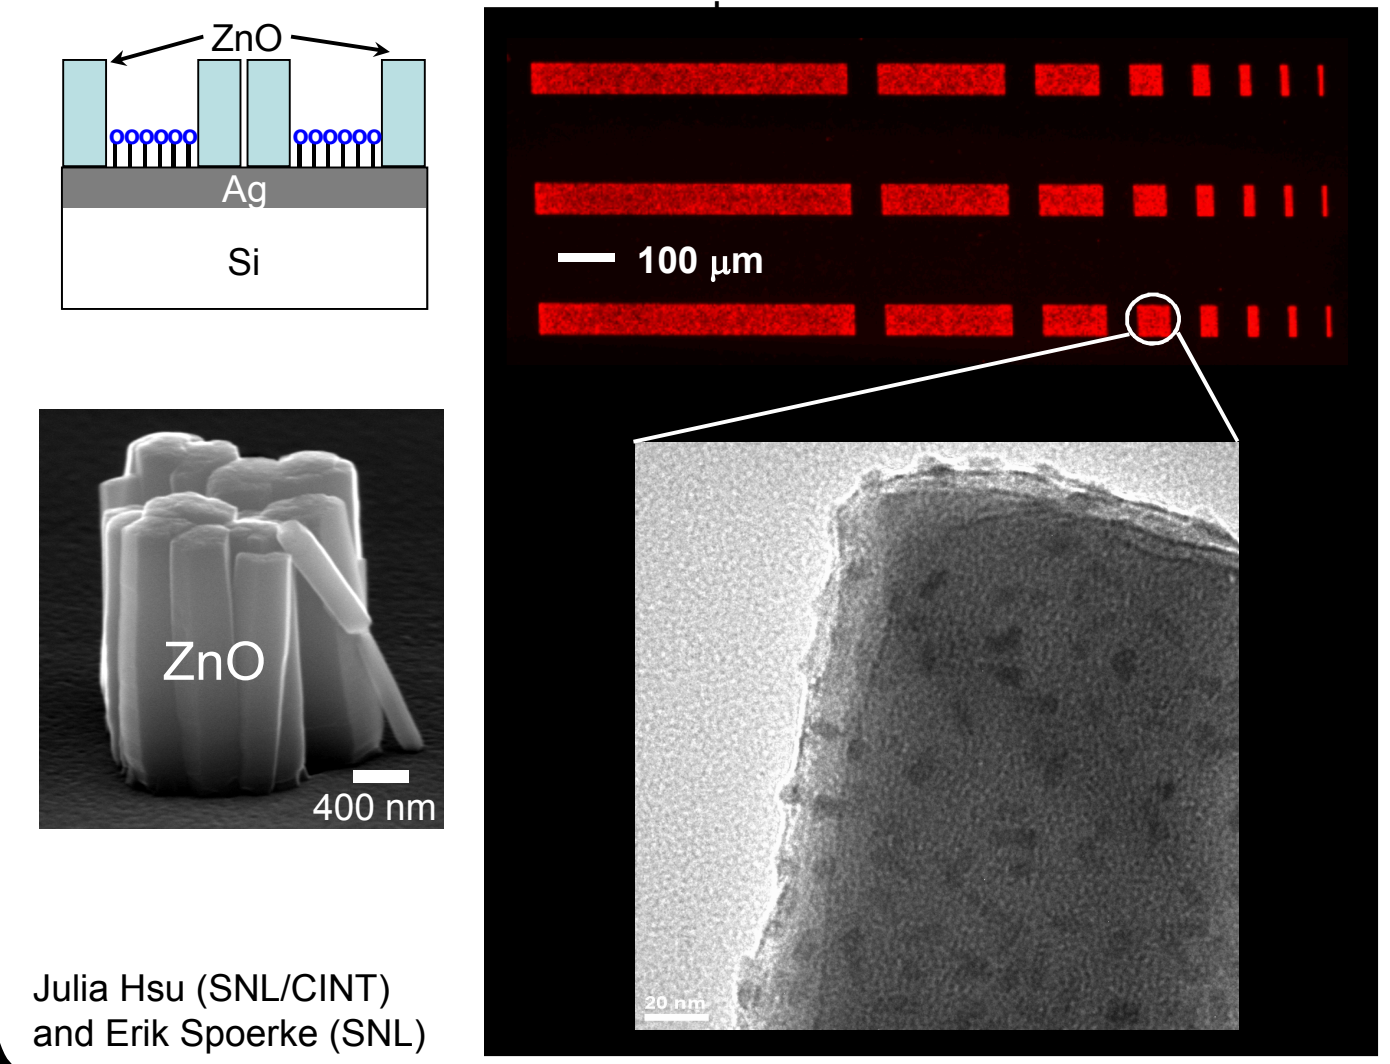 ZnO
Ag
Si
100 μm
ZnO
400 nm
20 nm
Julia Hsu (SNL/CINT)
and Erik Spoerke (SNL)